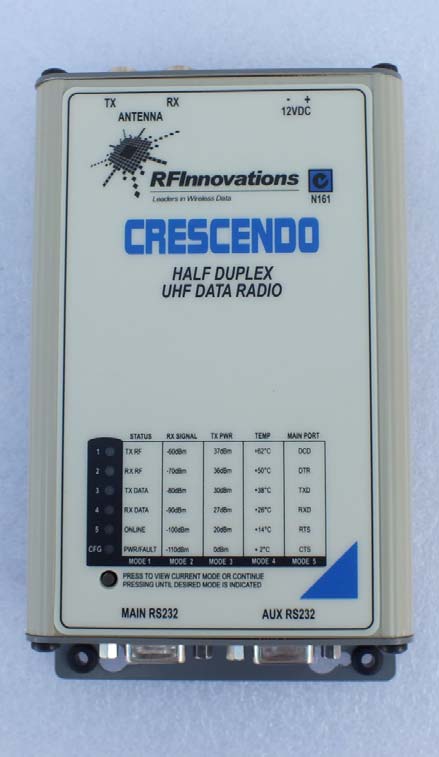 TX RX - +
ANTENNA 12VDC
RFInnovations
Leaders in Wireless Data N161
CRESCENDO
HALF DUPLEX
UHF DATA RADIO
STATUS RX SIGNAL TX PWR TEMP MAIN PORT
1 TX RF -60dBm 37dBm +62°C DCD
2 RX RF -70dBm 36dBm +50°C DTR
3 TX DATA -80dBm 30dBm +38°C TXD
4 RX DATA -90dBm 27dBm +26°C RXD
5 ONLINE -100dBm 20dBm +14°C RTS
CFG PWR/FAULT -110dBm 0dBm + 2°C CTS
MODE 1 MODE 2 MODE 3 MODE 4 MODE 5
PRESS TO VIEW CURRENT MODE OR CONTINUE
PRESSING UNTIL DESIRED MODE IS INDICATED
MAIN RS232 AUX RS232